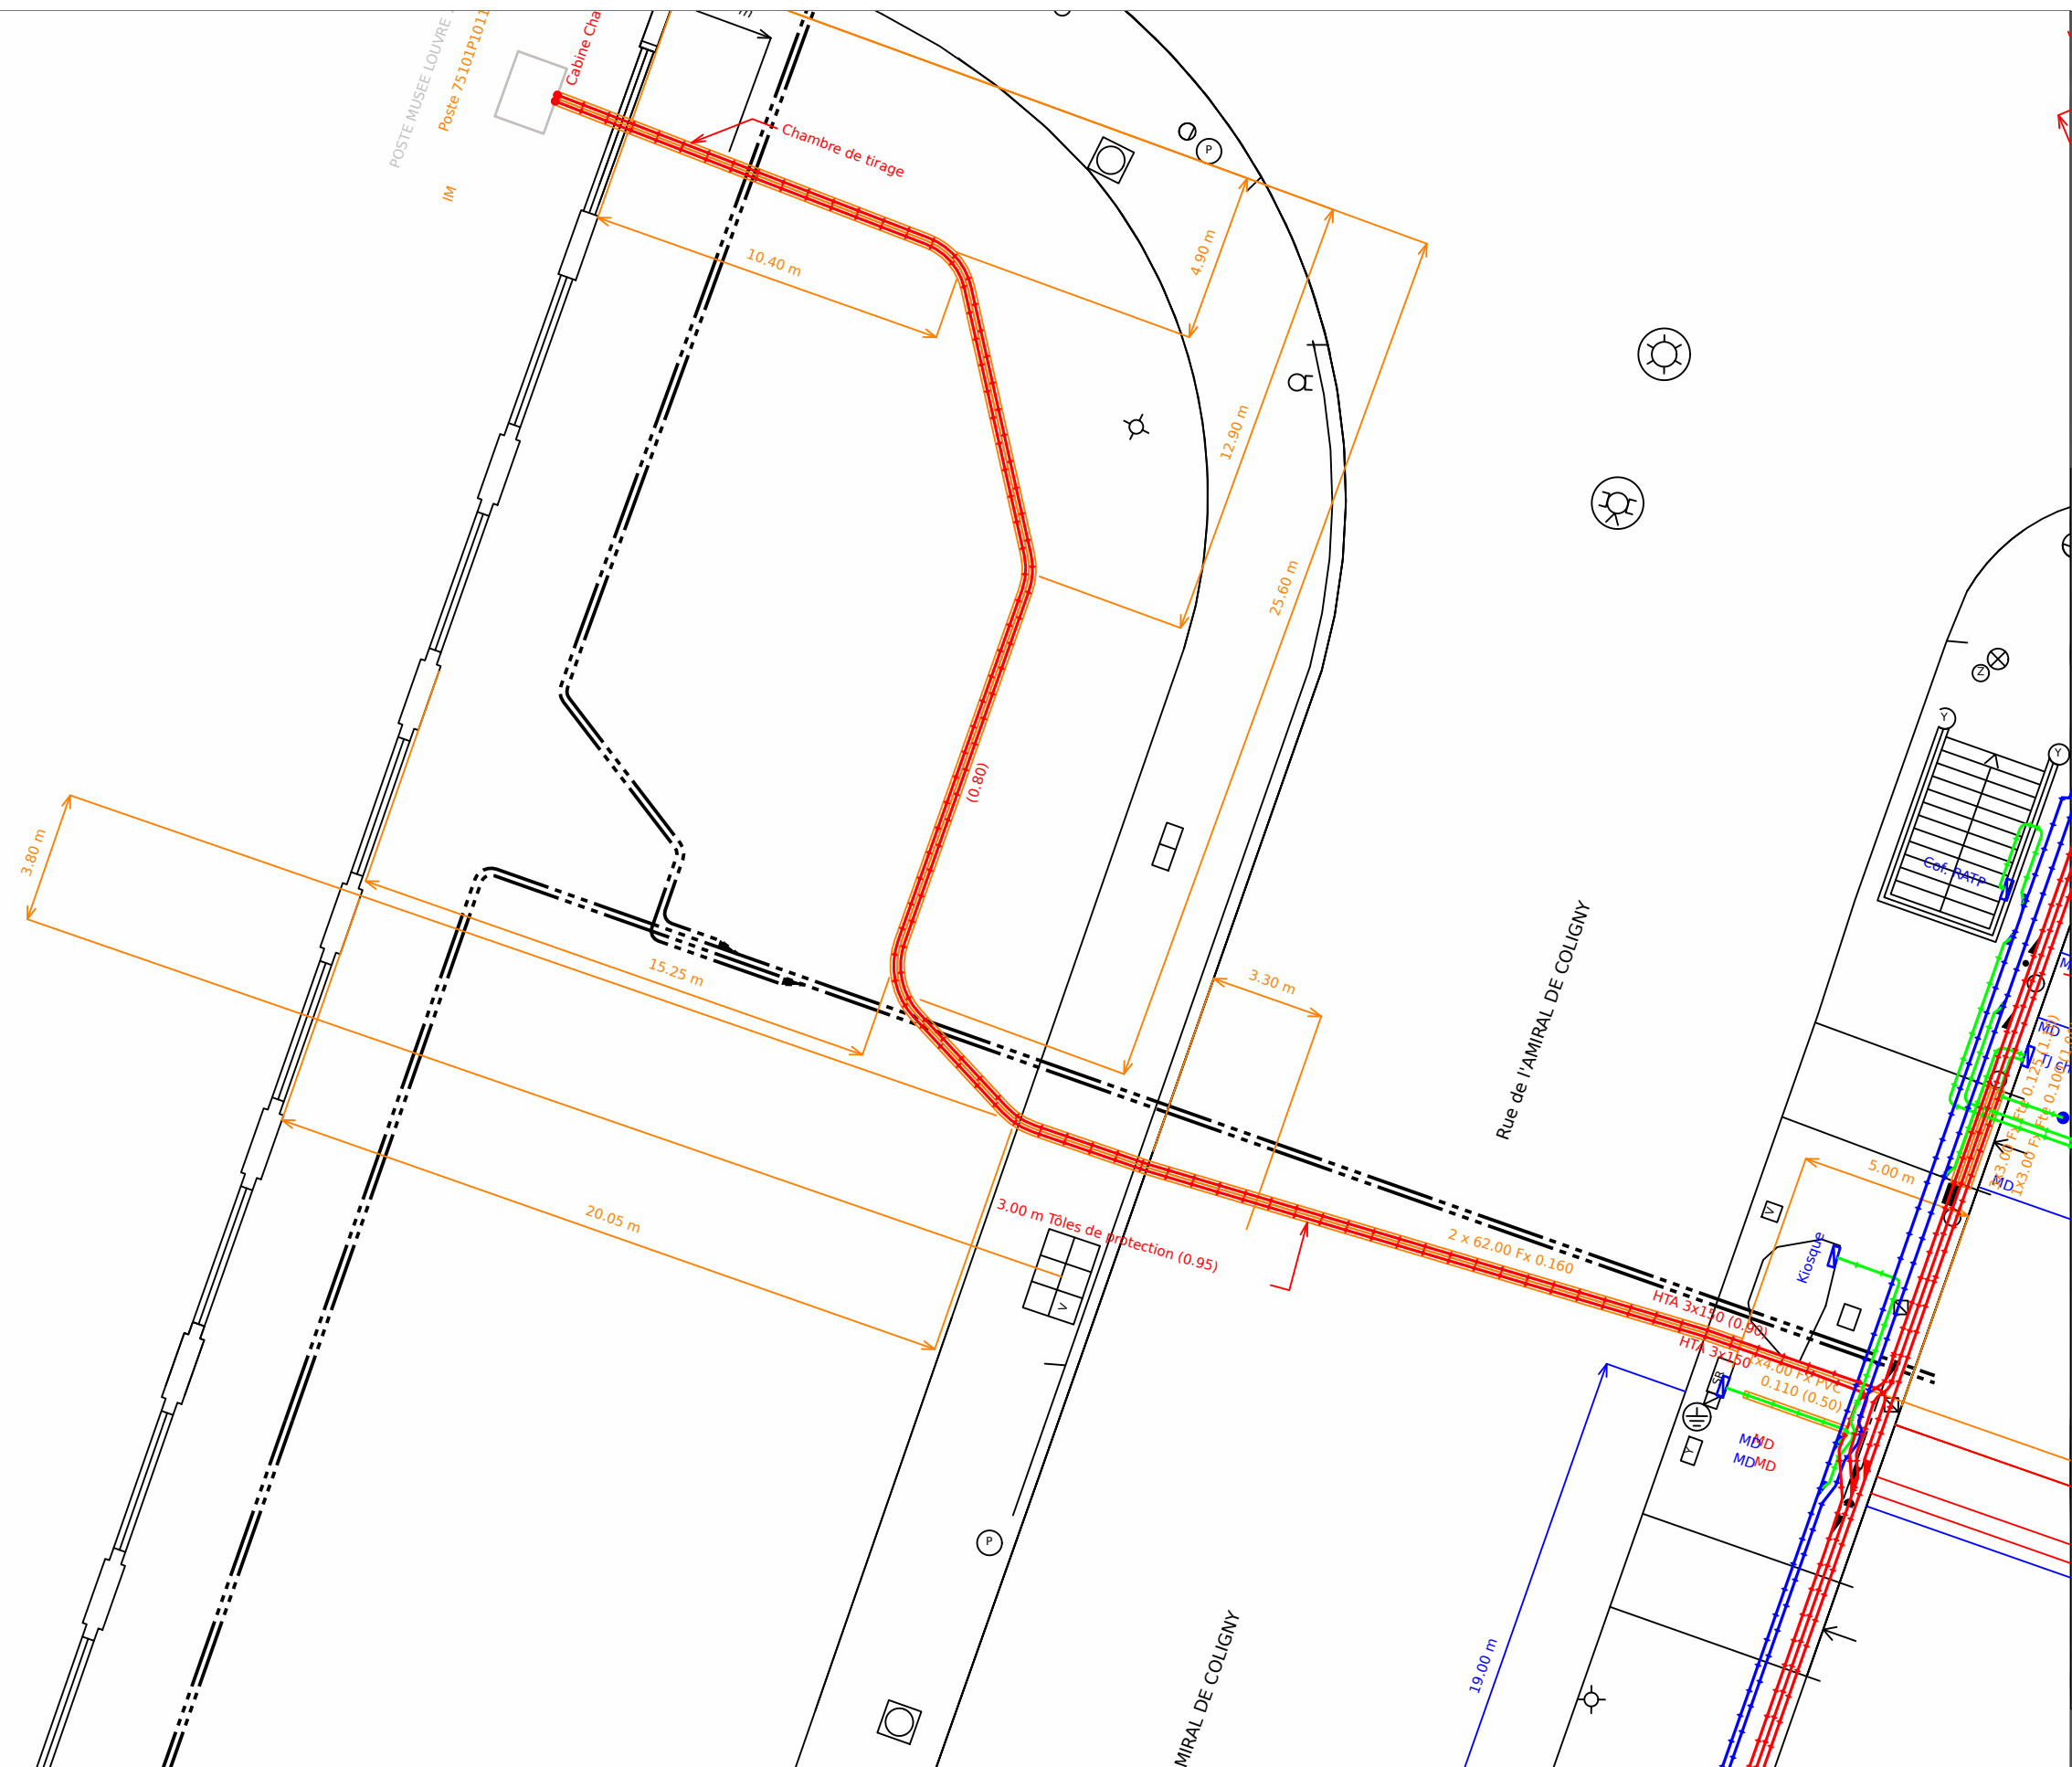 POSTE MUSEE LOUVRE
Poste 75101P1011
IM
Cabine Cha
Chambre de tirage
P
10.40 m
4.90 m
12.90 m
25.60 m
(0.80)
3.80 m
15.25 m
3.30 m
20.05 m
Rue de l'AMIRAL DE COLIGNY
3.00 m Tôles de protection (0.95)
2 x 62.00 Fx 0.160
V
HTA 3x150 (0.90)
HTA 3x150
1x4.00 Fx PVC
0.110 (0.50)
Kiosque
5.00 m
V
SB
Y
MD
MD
MD
MD
Z
Y
Y
Cof. RATP
M
MD
MD
19.00 m
P
MIRAL DE COLIGNY